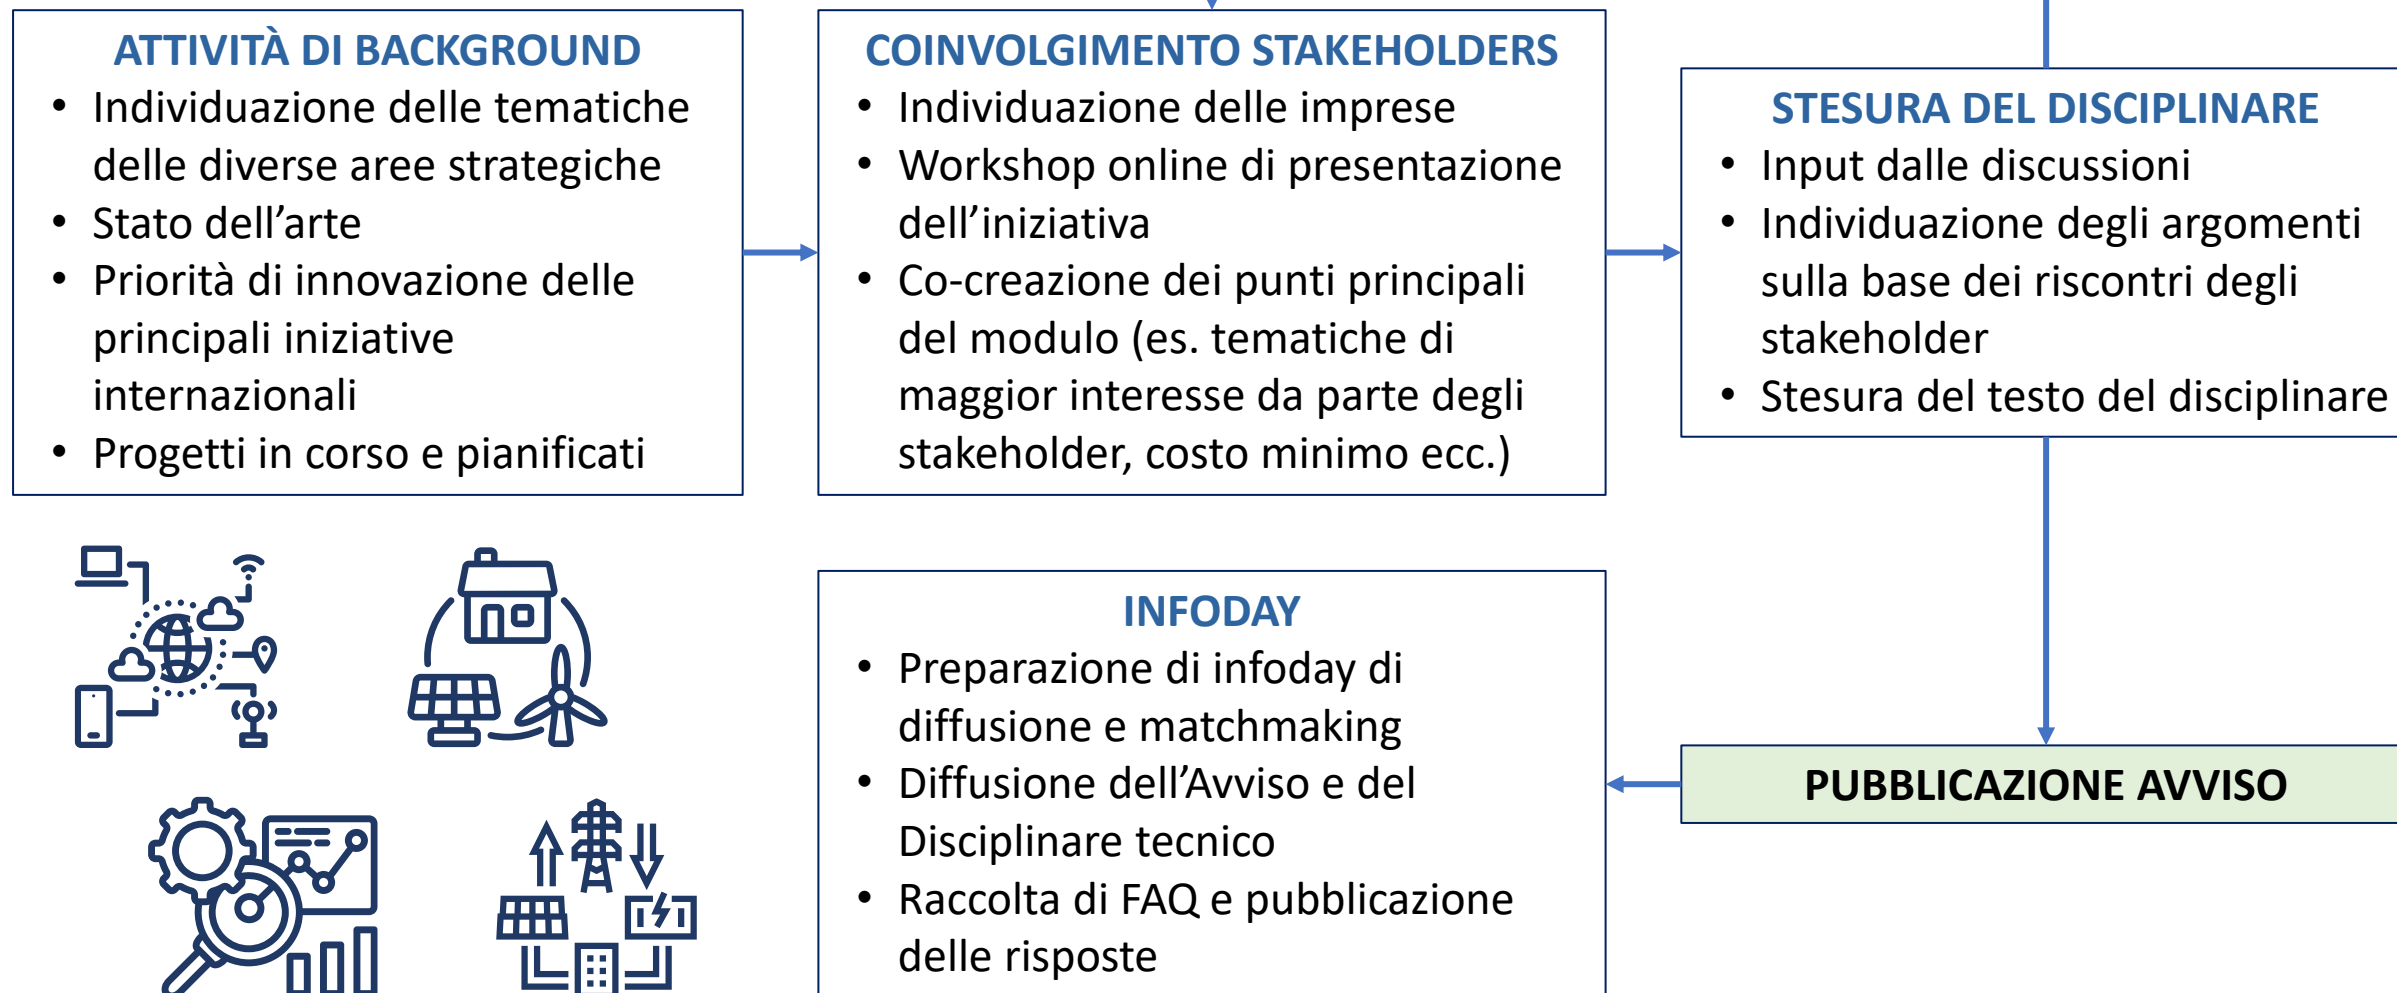 ATTIVITÀ DI BACKGROUND
• Individuazione delle tematiche
delle diverse aree strategiche
• Stato dell’arte
• Priorità di innovazione delle
principali iniziative
internazionali
• Progetti in corso e pianificati
COINVOLGIMENTO STAKEHOLDERS
• Individuazione delle imprese
• Workshop online di presentazione
dell’iniziativa
• Co-creazione dei punti principali
del modulo (es. tematiche di
maggior interesse da parte degli
stakeholder, costo minimo ecc.)
STESURA DEL DISCIPLINARE
• Input dalle discussioni
• Individuazione degli argomenti
sulla base dei riscontri degli
stakeholder
• Stesura del testo del disciplinare
PUBBLICAZIONE AVVISO
INFODAY
• Preparazione di infoday di
diffusione e matchmaking
• Diffusione dell’Avviso e del
Disciplinare tecnico
• Raccolta di FAQ e pubblicazione
delle risposte